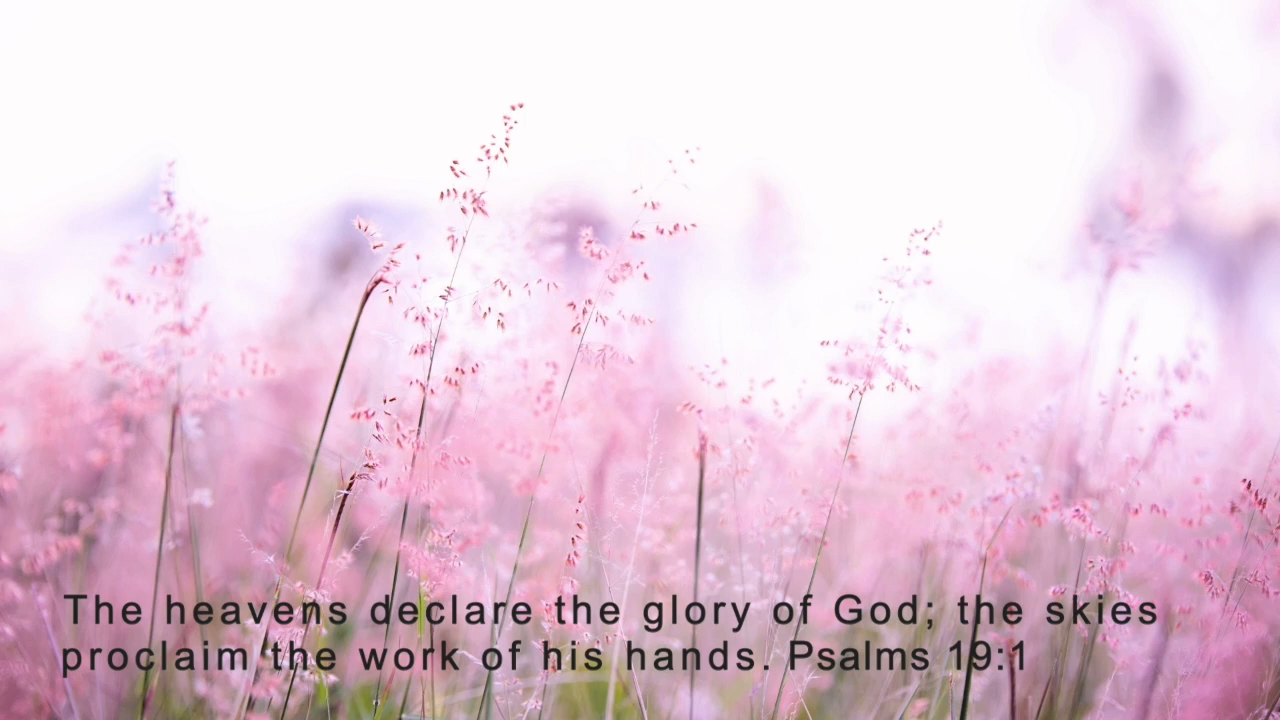 The heavens declare the glory of God; the skies
proclaim the work of his hands. Psalms 19:1